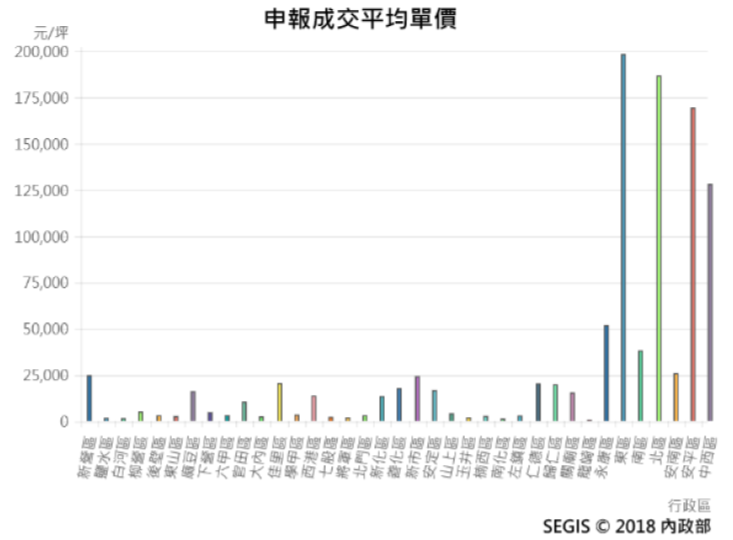 申報成交平均單價
元/坪
200,000
175,000
150,000
125,000
100,000
75,000
50,000
25,000
0
新營區
鹽水區
白河區
柳營區
後壁區
東山區
麻豆區
下營區
六甲區
官田區
大內區
佳里區
學甲區
西港區
七股區
將軍區
北門區
新化區
善化區
新市區
安定區
山上區
玉井區
楠西區
南化區
左鎮區
仁德區
歸仁區
關廟區
龍崎區
永康區
東區
南區
北區
安南區
安平區
中西區
行政區
SEGIS © 2018 內政部